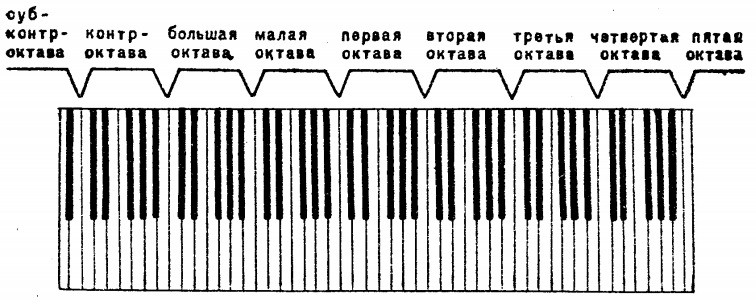 суб-
контр- контр- большая малая первая вторая третья четвертая пятая
октава октава октава октава октава октава октава октава октава